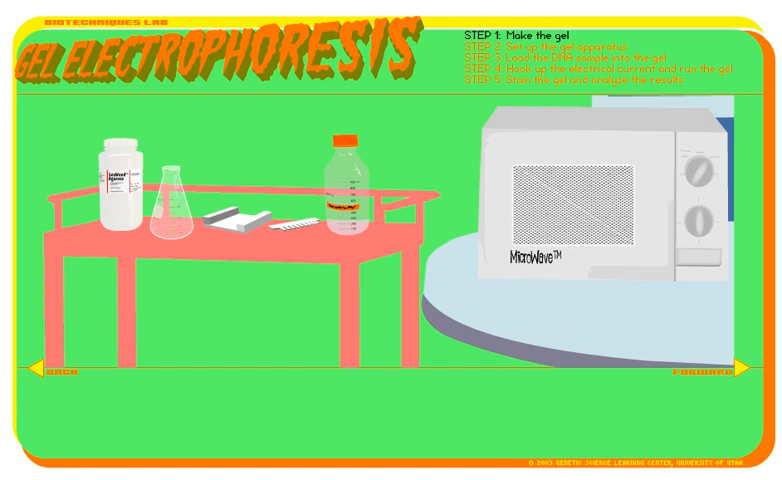 BIOTECHNIQUES LAB
GEL ELECTROPHORESIS
STEP 1: Make the gel
STEP 2: Set up the gel apparatus
STEP 3: Load the DNA sample into the gel
STEP 4: Hook up the electrical current and run the gel
STEP 5: Stain the gel and analyze the results
MicroWave™
BACK
FORWARD
© 2003 GENETIC SCIENCE LEARNING CENTER, UNIVERSITY OF UTAH